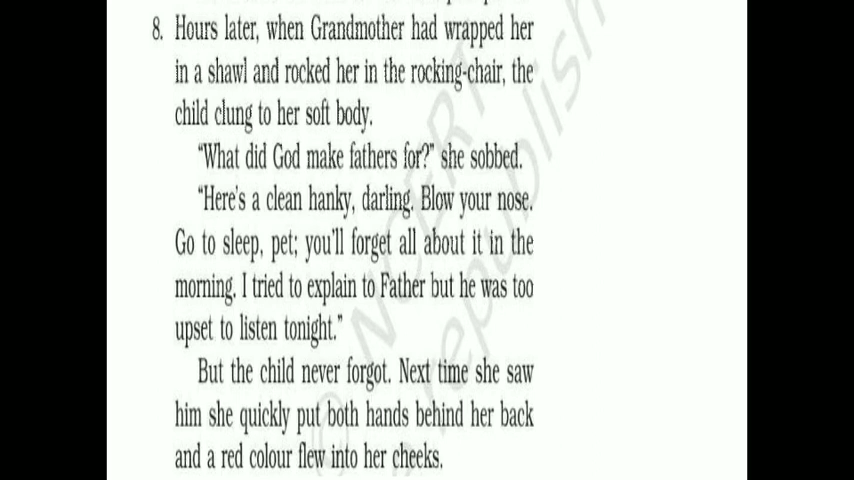 8. Hours later, when Grandmother had wrapped her
in a shawl and rocked her in the rocking-chair, the
child clung to her soft body.
“What did God make fathers for?” she sobbed.
“Here’s a clean hanky, darling. Blow your nose.
Go to sleep, pet; you’ll forget all about it in the
morning. I tried to explain to Father but he was too
upset to listen tonight.”
But the child never forgot. Next time she saw
him she quickly put both hands behind her back
and a red colour flew into her cheeks.
© NCERT
republish